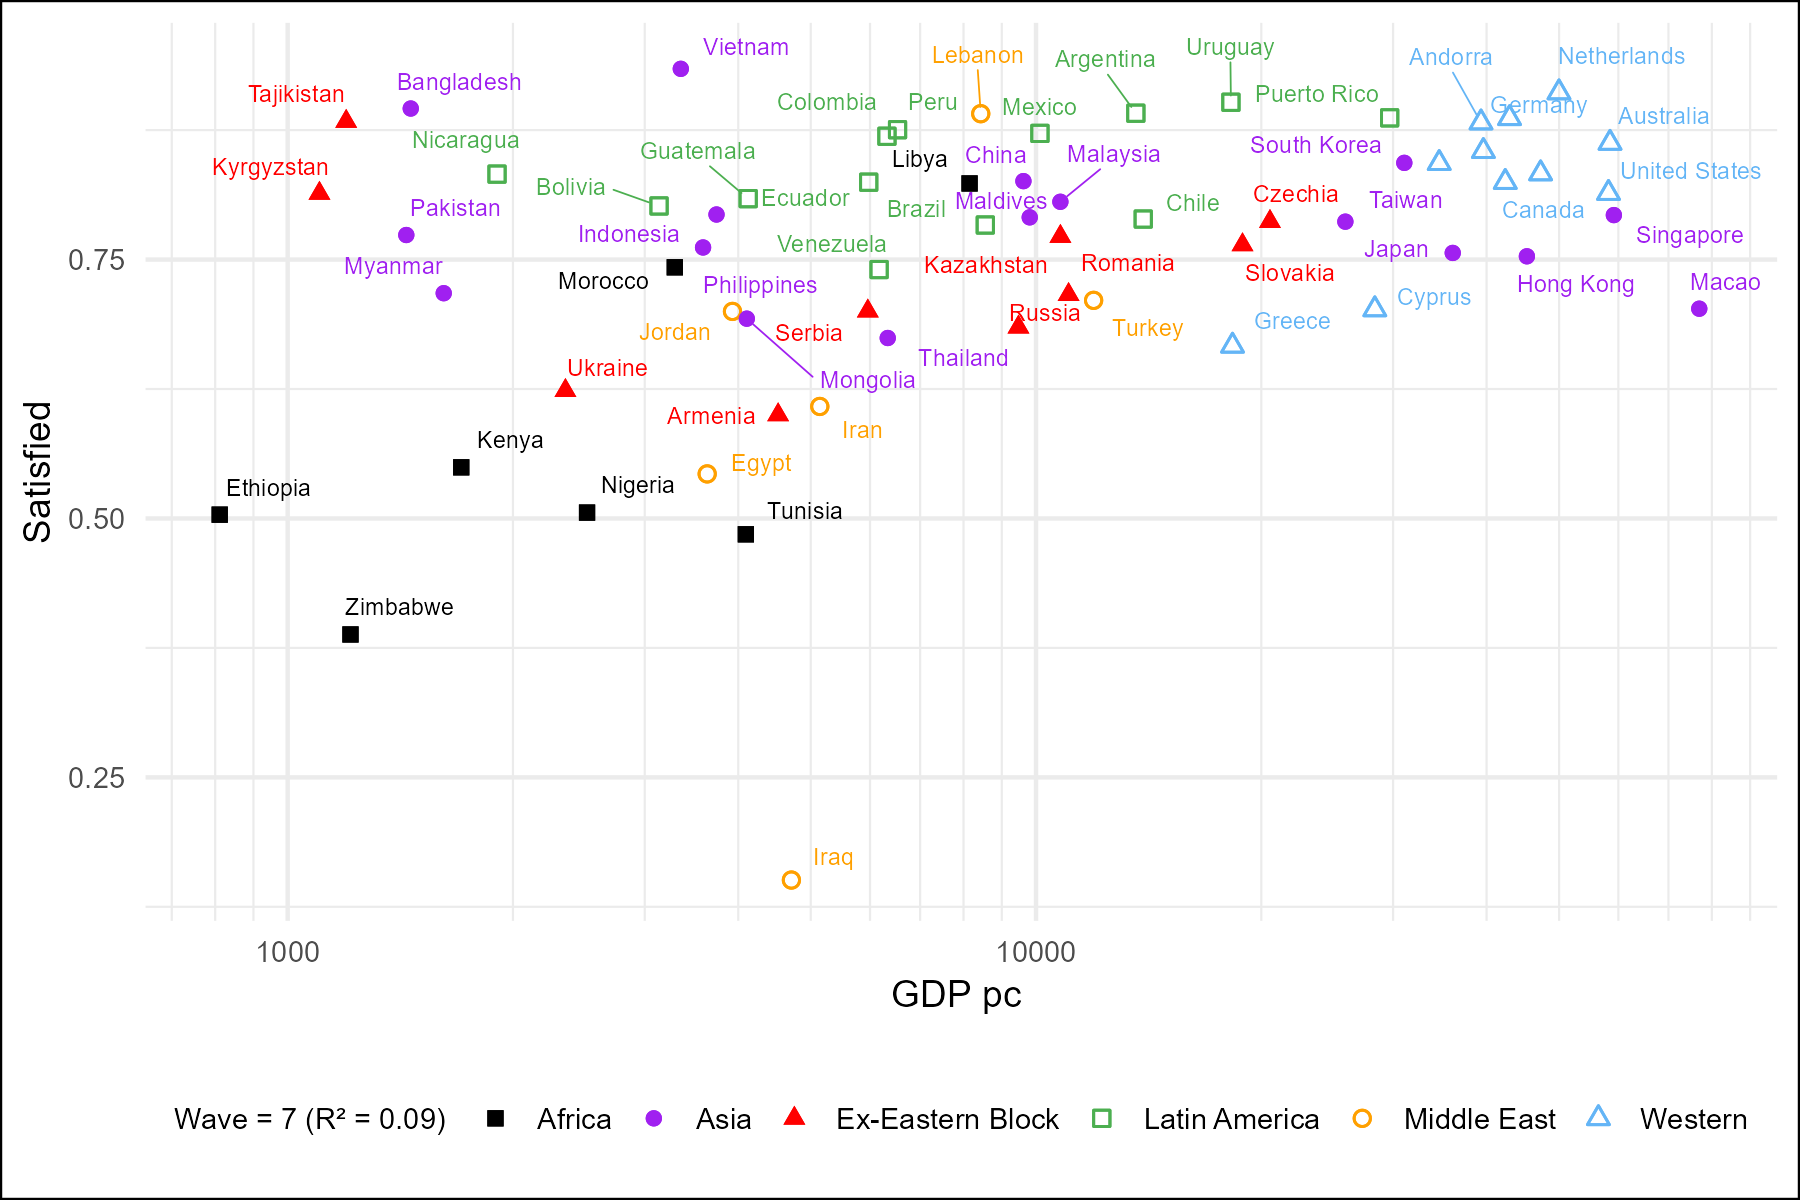 Vietnam
Lebanon
Argentina
Uruguay
Andorra
Netherlands
Tajikistan
Bangladesh
Colombia
Peru
Mexico
Puerto Rico
Germany
Australia
Nicaragua
Guatemala
Libya
China
Malaysia
South Korea
Kyrgyzstan
Bolivia
Ecuador
Maldives
Czechia
United States
Pakistan
Brazil
Chile
Taiwan
Canada
Indonesia
Venezuela
Japan
Singapore
0.75
Myanmar
Morocco
Philippines
Kazakhstan
Romania
Slovakia
Hong Kong
Macao
Jordan
Serbia
Russia
Turkey
Greece
Cyprus
Thailand
Ukraine
Mongolia
Armenia
Iran
Kenya
Egypt
Ethiopia
Nigeria
Tunisia
0.50
Satisfied
Zimbabwe
0.25
Iraq
1000
10000
GDP pc
Wave = 7 (R² = 0.09) Africa Asia Ex-Eastern Block Latin America Middle East Western